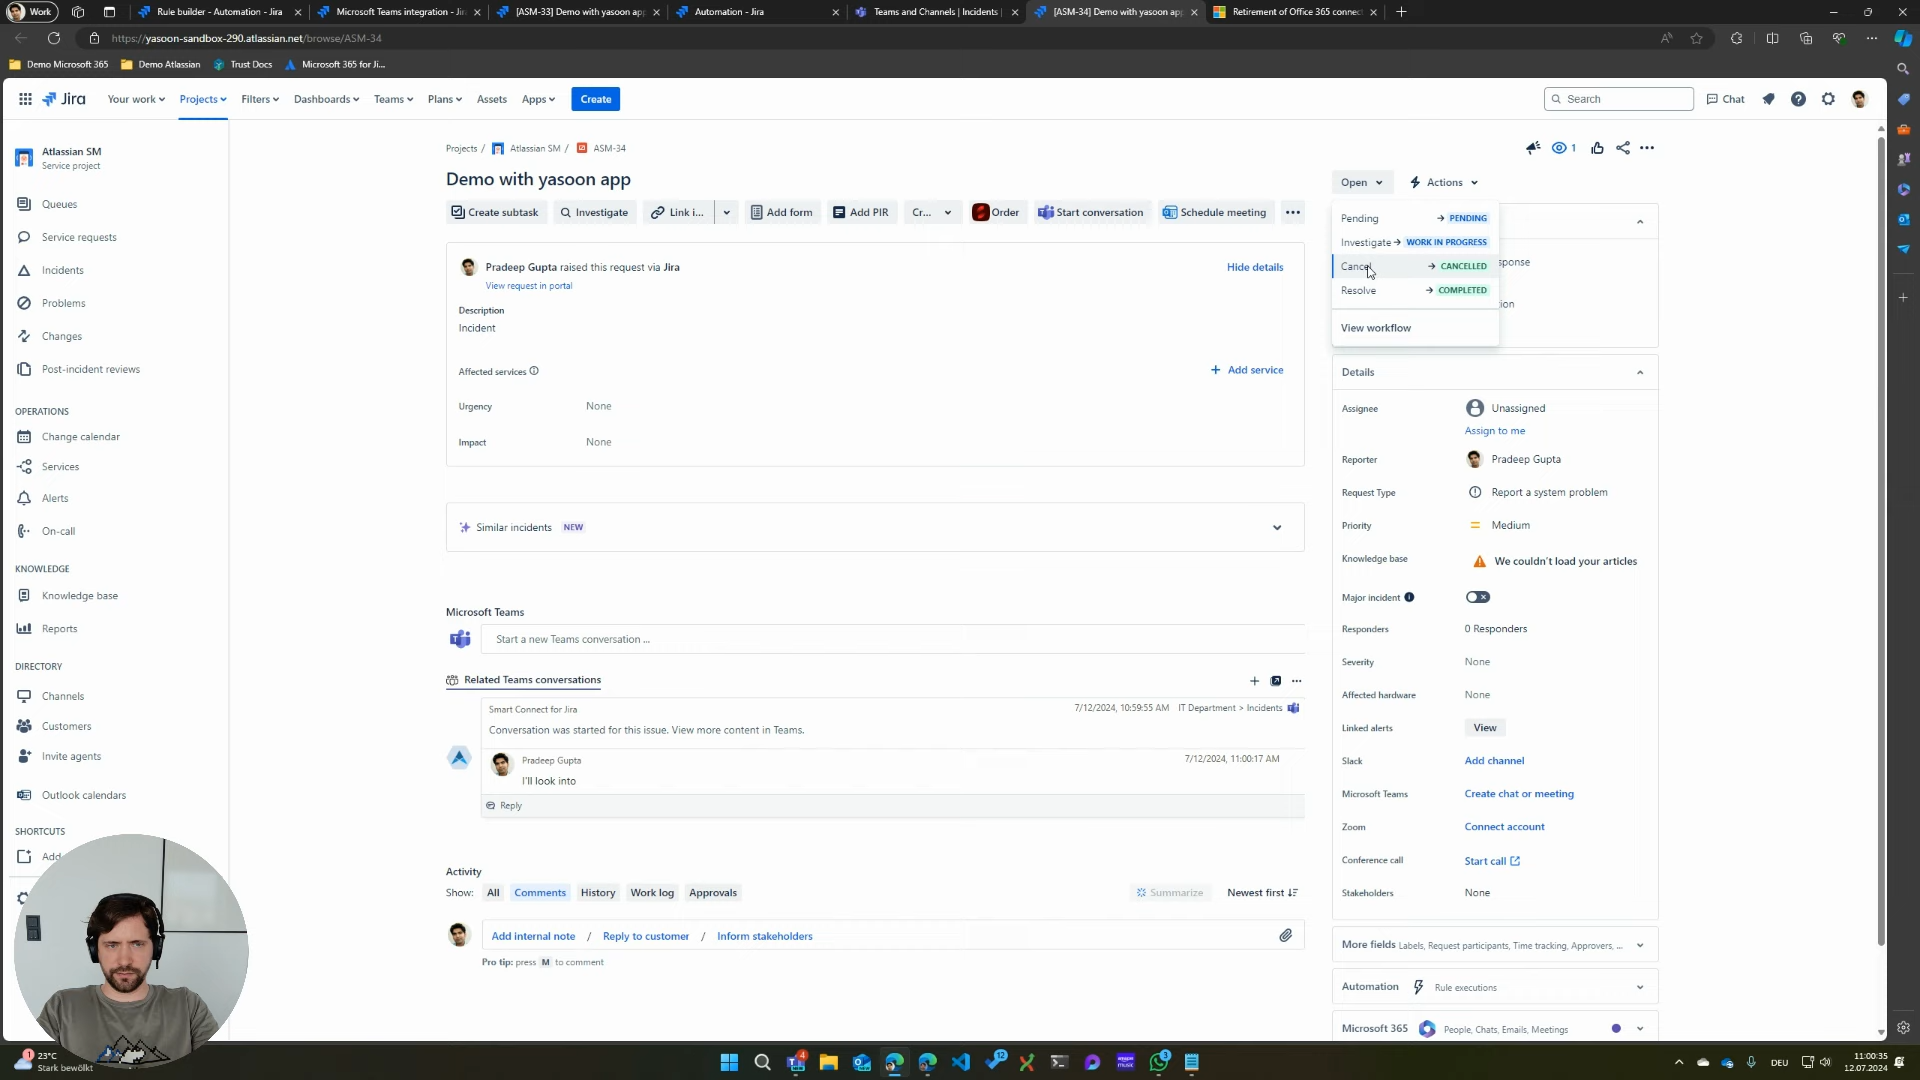 Work
Rule builder - Automation - Jira
Microsoft Teams integration - Jir
[ASM-33] Demo with yasoon app
Automation - Jira
Teams and Channels | Incidents |
[ASM-34] Demo with yasoon app
Retirement of Office 365 connect
https://yasoon-sandbox-290.atlassian.net/browse/ASM-34
Demo Microsoft 365
Demo Atlassian
Trust Docs
Microsoft 365 for Ji...
Jira
Your work
Projects
Filters
Dashboards
Teams
Plans
Assets
Apps
Create
Search
Chat
Atlassian SM
Service project
Queues
Service requests
Incidents
Problems
Changes
Post-incident reviews
OPERATIONS
Change calendar
Services
Alerts
On-call
KNOWLEDGE
Knowledge base
Reports
DIRECTORY
Channels
Customers
Invite agents
Outlook calendars
SHORTCUTS
Add
Projects / Atlassian SM / ASM-34
Demo with yasoon app
Create subtask
Investigate
Link i...
Add form
Add PIR
Cr...
Order
Start conversation
Schedule meeting
Pradeep Gupta raised this request via Jira
Hide details
View request in portal
Description
Incident
Affected services
+ Add service
Urgency None
Impact None
Similar incidents NEW
Microsoft Teams
Start a new Teams conversation ...
Related Teams conversations
Smart Connect for Jira
7/12/2024, 10:59:55 AM IT Department > Incidents
Conversation was started for this issue. View more content in Teams.
Pradeep Gupta
7/12/2024, 11:00:17 AM
I'll look into
Reply
Activity
Show: All Comments History Work log Approvals
Summarize
Newest first
Add internal note / Reply to customer / Inform stakeholders
Pro tip: press M to comment
1
Open
Actions
Pending → PENDING
Investigate → WORK IN PROGRESS
Cancel → CANCELLED
Resolve → COMPLETED
View workflow
sponse
ion
Details
Assignee Unassigned
Assign to me
Reporter Pradeep Gupta
Request Type Report a system problem
Priority Medium
Knowledge base We couldn't load your articles
Major incident
Responders 0 Responders
Severity None
Affected hardware None
Linked alerts View
Slack Add channel
Microsoft Teams Create chat or meeting
Zoom Connect account
Conference call Start call
Stakeholders None
More fields Labels, Request participants, Time tracking, Approvers, ...
Automation Rule executions
Microsoft 365 People, Chats, Emails, Meetings
1
23°C
Stark bewölkt
4
12
3
DEU
11:00:35
12.07.2024